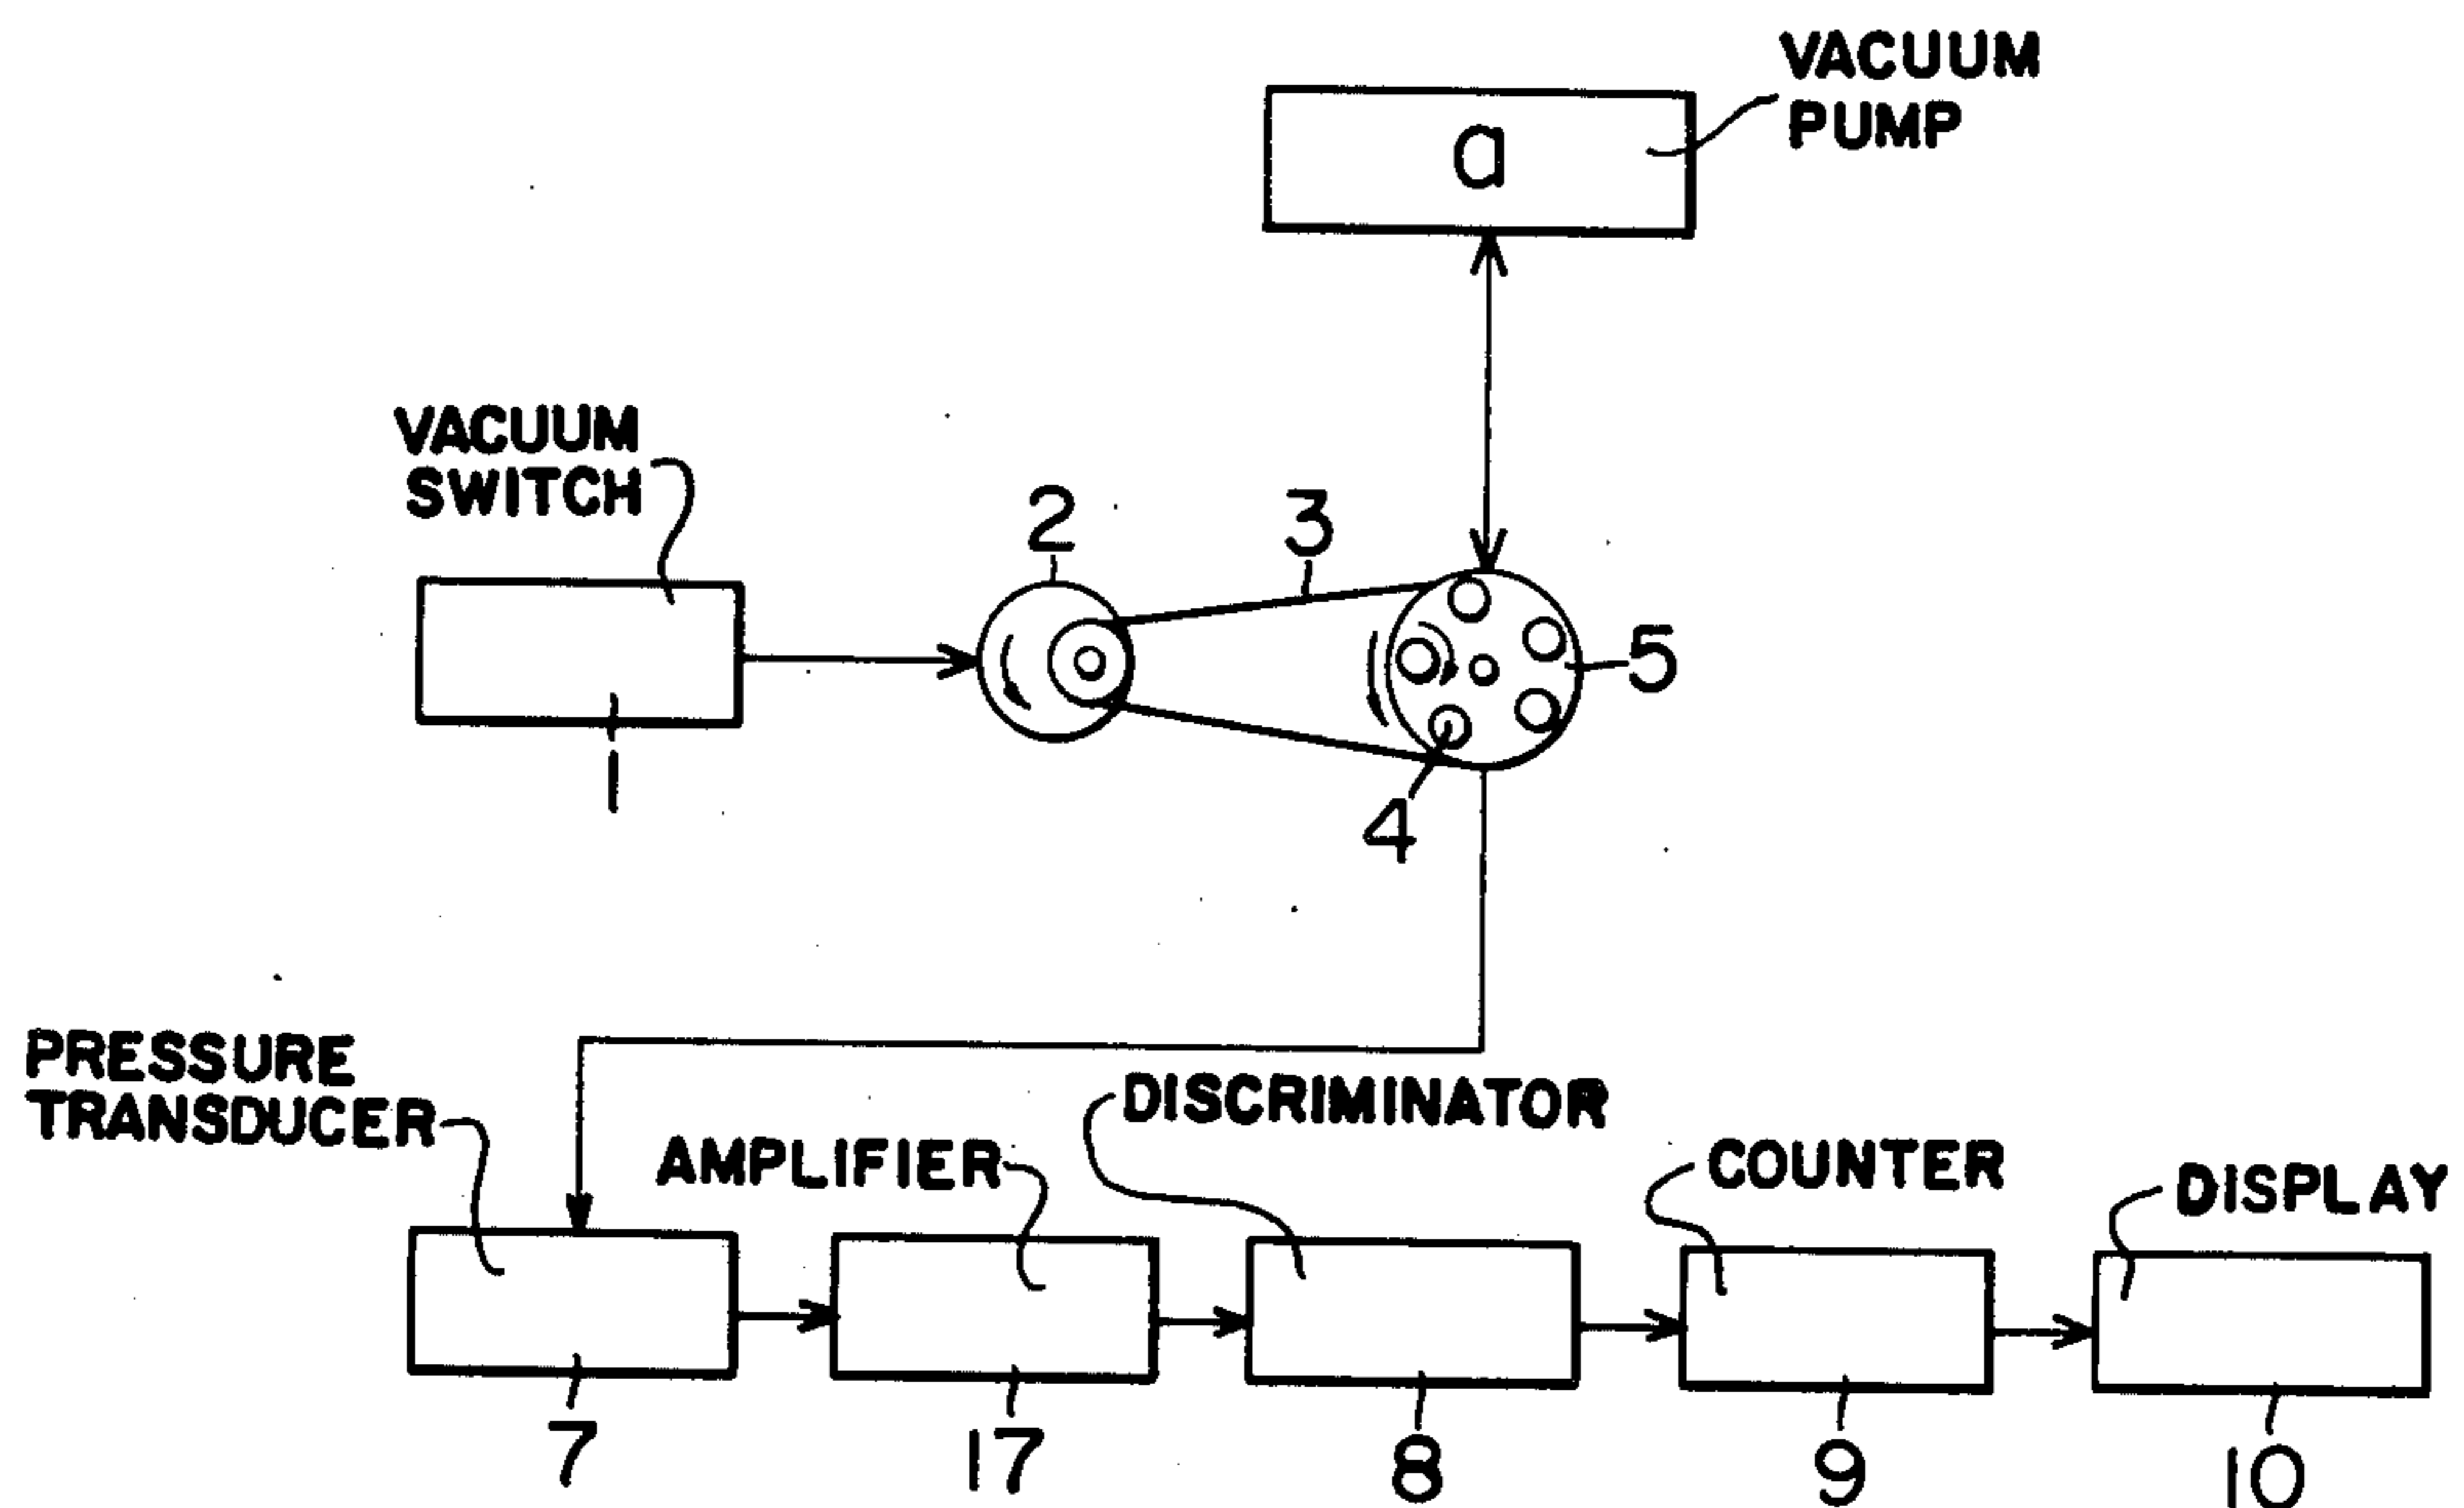 VACUUM
PUMP
a
VACUUM
SWITCH
2
3
5
1
4
PRESSURE
TRANSDUCER
AMPLIFIER
DISCRIMINATOR
COUNTER
DISPLAY
7
17
8
9
10